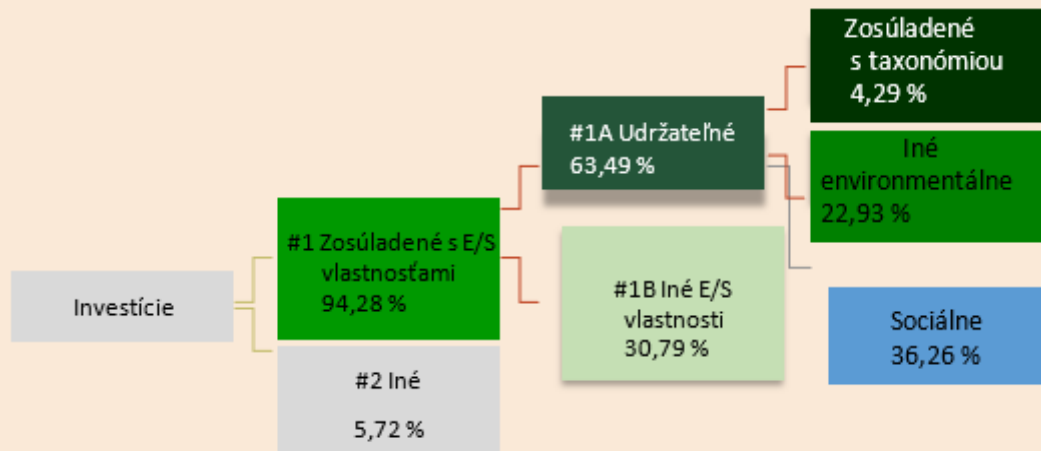 Investície
#1 Zosúladené s E/S
vlastnosťami
94,28 %
#2 Iné
5,72 %
#1A Udržateľné
63,49 %
#1B Iné E/S
vlastnosti
30,79 %
Zosúladené
s taxonómiou
4,29 %
Iné
environmentálne
22,93 %
Sociálne
36,26 %